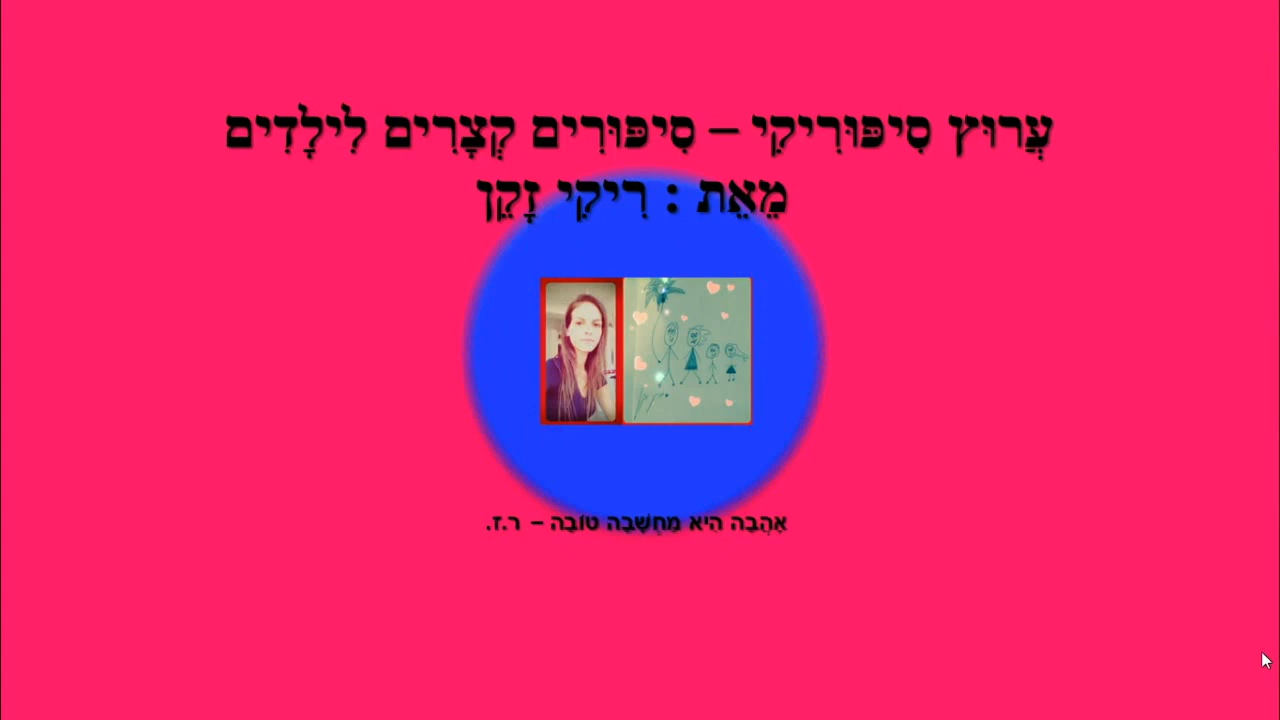 עֲרוּץ סִיפּוּרִיקִי – סִיפּוּרִים קְצָרִים לִילָדִים
מֵאֵת : רִיקִי זָקֵן
אַהֲבָה הִיא מַחְשָׁבָה טוֹבָה – ר.ז.